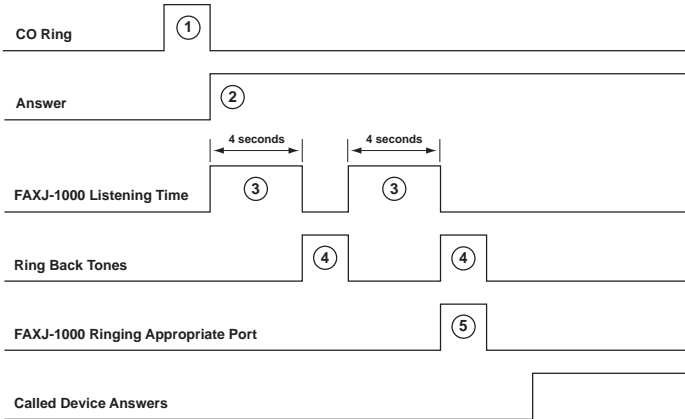 CO Ring
1
Answer
2
4 seconds 4 seconds
FAXJ-1000 Listening Time
3 3
Ring Back Tones
4 4
FAXJ-1000 Ringing Appropriate Port
5
Called Device Answers